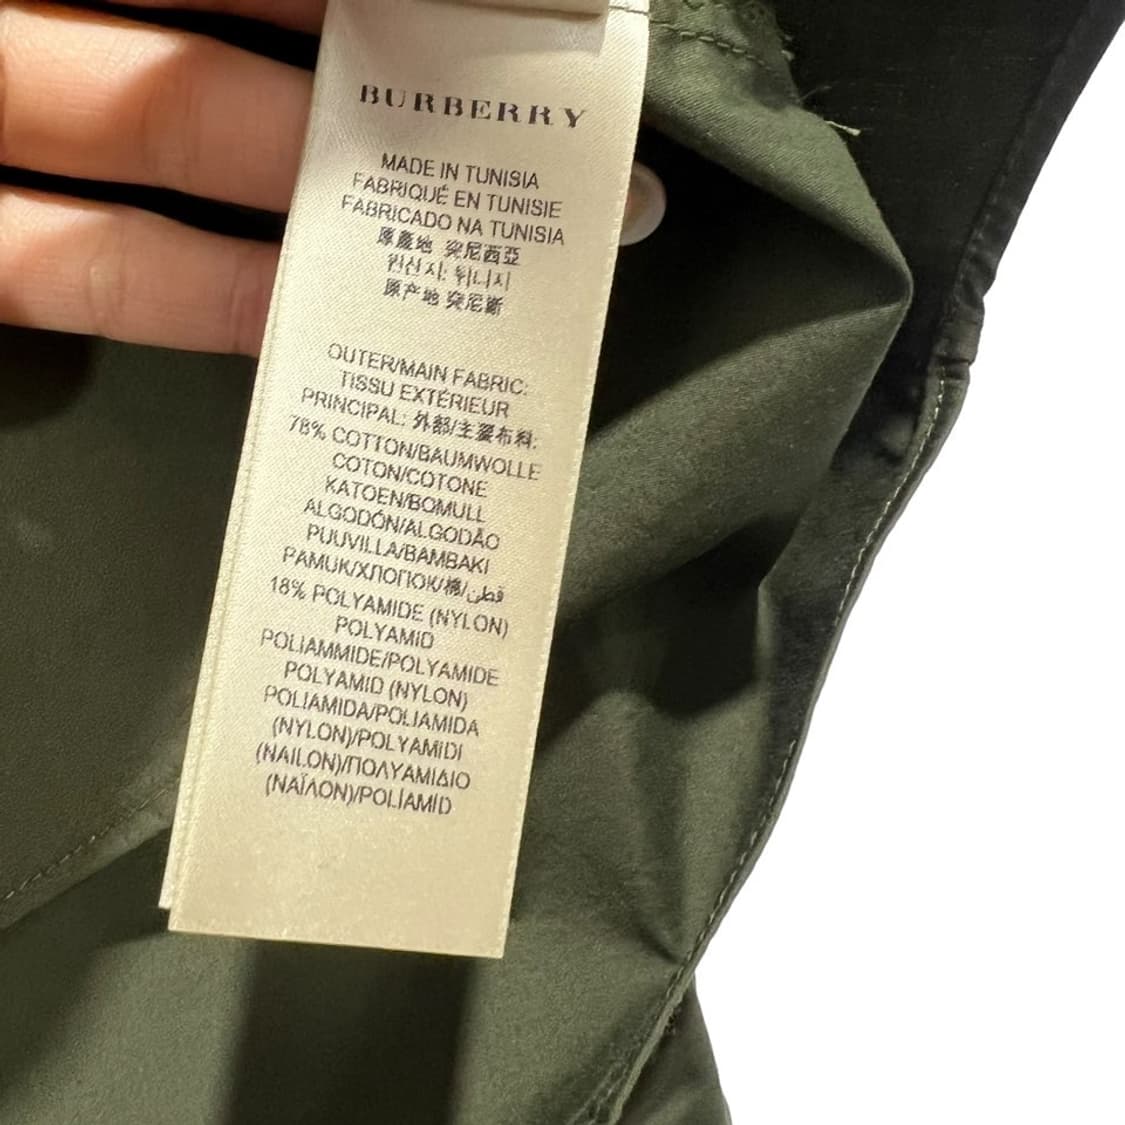 BURBERRY
MADE IN TUNISIA
FABRIQUÉ EN TUNISIE
FABRICADO NA TUNISIA
原產地 突尼西亞
원산지: 튀니지
原产地 突尼斯
OUTER/MAIN FABRIC:
TISSU EXTÉRIEUR
PRINCIPAL: 外部/主要布料:
78% COTTON/BAUMWOLLE
COTON/COTONE
KATOEN/BOMULL
ALGODÓN/ALGODÃO
PUUVILLA/BAMBAKI
PAMUK/ХЛОПОК/棉/قطن
18% POLYAMIDE (NYLON)
POLYAMID
POLIAMMIDE/POLYAMIDE
POLYAMID (NYLON)
POLIAMIDA/POLIAMIDA
(NYLON)/POLYAMIDI
(NAILON)/ΠΟΛΥΑΜΙΔΙΟ
(ΝΑΪΛΟΝ)/POLİAMİD